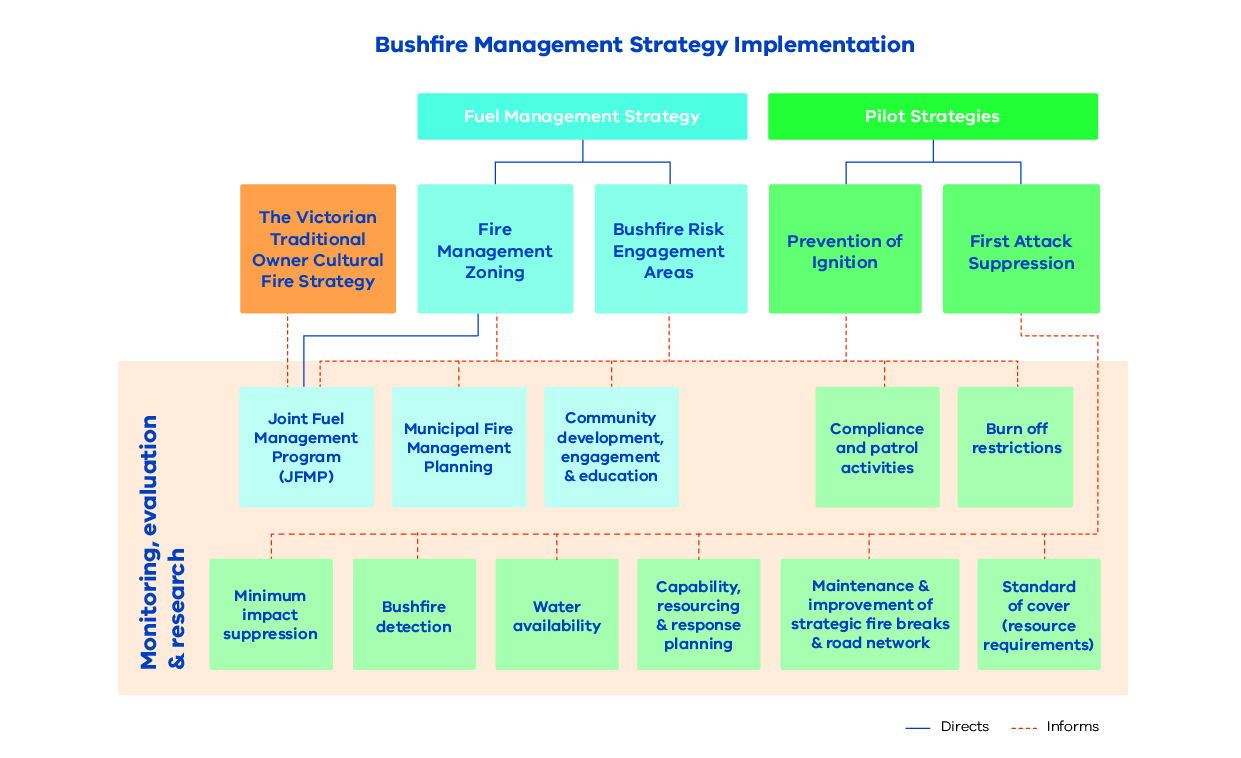 Bushfire Management Strategy Implementation
Fuel Management Strategy
Pilot Strategies
The Victorian
Traditional
Owner Cultural
Fire Strategy
Fire
Management
Zoning
Bushfire Risk
Engagement
Areas
Prevention of
Ignition
First Attack
Suppression
Monitoring, evaluation
& research
Joint Fuel
Management
Program
(JFMP)
Municipal Fire
Management
Planning
Community
development,
engagement
& education
Compliance
and patrol
activities
Burn off
restrictions
Minimum
impact
suppression
Bushfire
detection
Water
availability
Capability,
resourcing
& response
planning
Maintenance &
improvement of
strategic fire breaks
& road network
Standard
of cover
(resource
requirements)
Directs
Informs